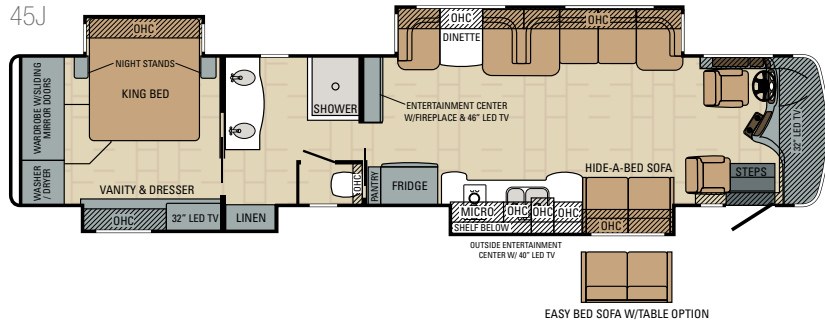 45J
OHC
OHC
OHC
DINETTE
NIGHT STANDS
KING BED
WARDROBE W/SLIDING
MIRROR DOORS
SHOWER
ENTERTAINMENT CENTER
W/FIREPLACE & 46" LED TV
32" LED TV
WASHER
/ DRYER
VANITY & DRESSER
OHC
32" LED TV
LINEN
OHC
PANTRY
FRIDGE
HIDE-A-BED SOFA
STEPS
MICRO
OHC
OHC
OHC
SHELF BELOW
OHC
OUTSIDE ENTERTAINMENT
CENTER W/ 40" LED TV
EASY BED SOFA W/TABLE OPTION